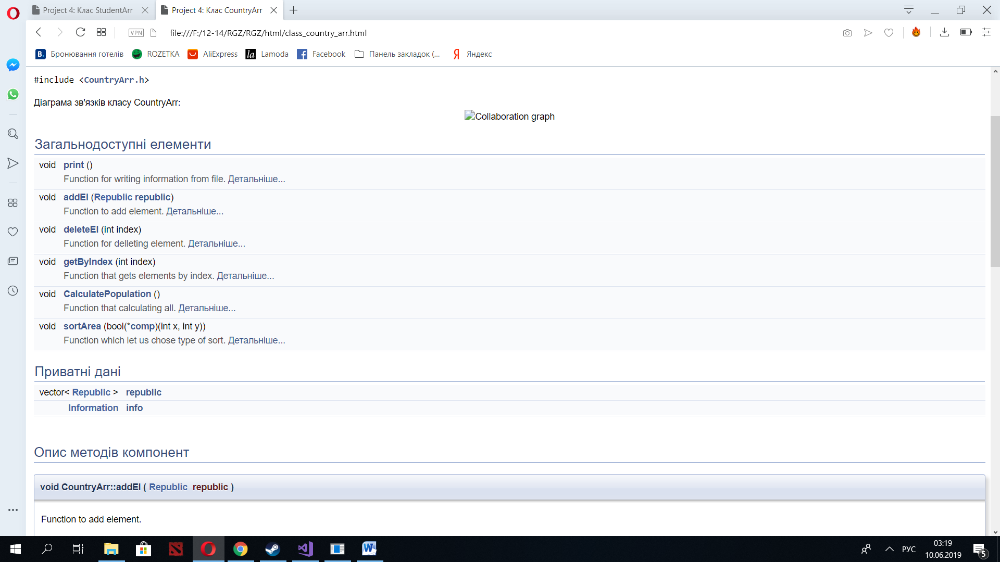 Project 4: Клас StudentArr
Project 4: Клас CountryArr
VPN
file:///F:/12-14/RGZ/RGZ/html/class_country_arr.html
B. Бронювання готелів
ROZETKA
AliExpress
la Lamoda
Facebook
Панель закладок (...
Я Яндекс
#include <CountryArr.h>
Діаграма зв'язків класу CountryArr:
Collaboration graph
Загальнодоступні елементи
void print ()
Function for writing information from file. Детальніше...
void addEl (Republic republic)
Function to add element. Детальніше...
void deleteEl (int index)
Function for delleting element. Детальніше...
void getByIndex (int index)
Function that gets elements by index. Детальніше...
void CalculatePopulation ()
Function that calculating all. Детальніше...
void sortArea (bool(*comp)(int x, int y))
Function which let us chose type of sort. Детальніше...
Приватні дані
vector< Republic > republic
Information info
Опис методів компонент
void CountryArr::addEl ( Republic republic )
Function to add element.
W
РУС
03:19
10.06.2019
5